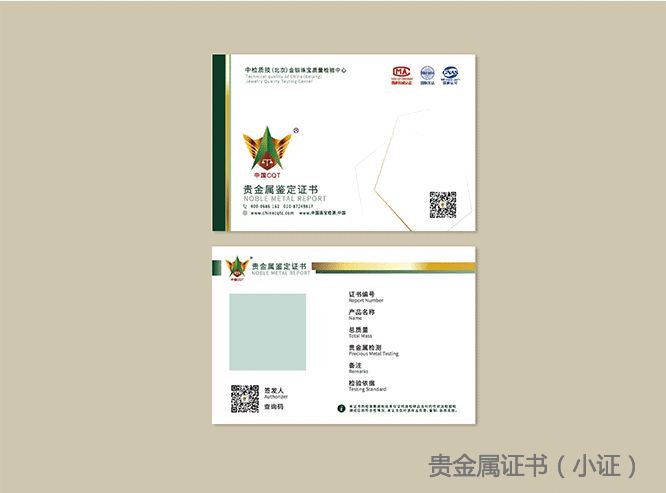 中检质技（北京）金银珠宝质量检验中心
Technical quality of China(Beijing)
Jewelry Quality Testing Center
MA
CNAS
中国CQT
贵金属鉴定证书
NOBLE METAL REPORT
400-0686-161 010-87249817
www.chinacqtc.com www.中国珠宝检测.中国
贵金属鉴定证书
NOBLE METAL REPORT
中国CQT
证书编号
Report Number
产品名称
Name
总质量
Total Mass
贵金属检测
Precious Metal Testing
备注
Remarks
检验依据
Testing Standard
签发人
Authorizer
查询码
贵金属证书（小证）